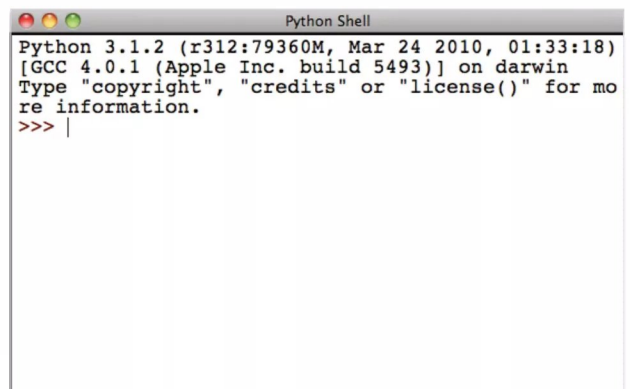 Python Shell
Python 3.1.2 (r312:79360M, Mar 24 2010, 01:33:18)
[GCC 4.0.1 (Apple Inc. build 5493)] on darwin
Type "copyright", "credits" or "license()" for mo
re information.
>>>